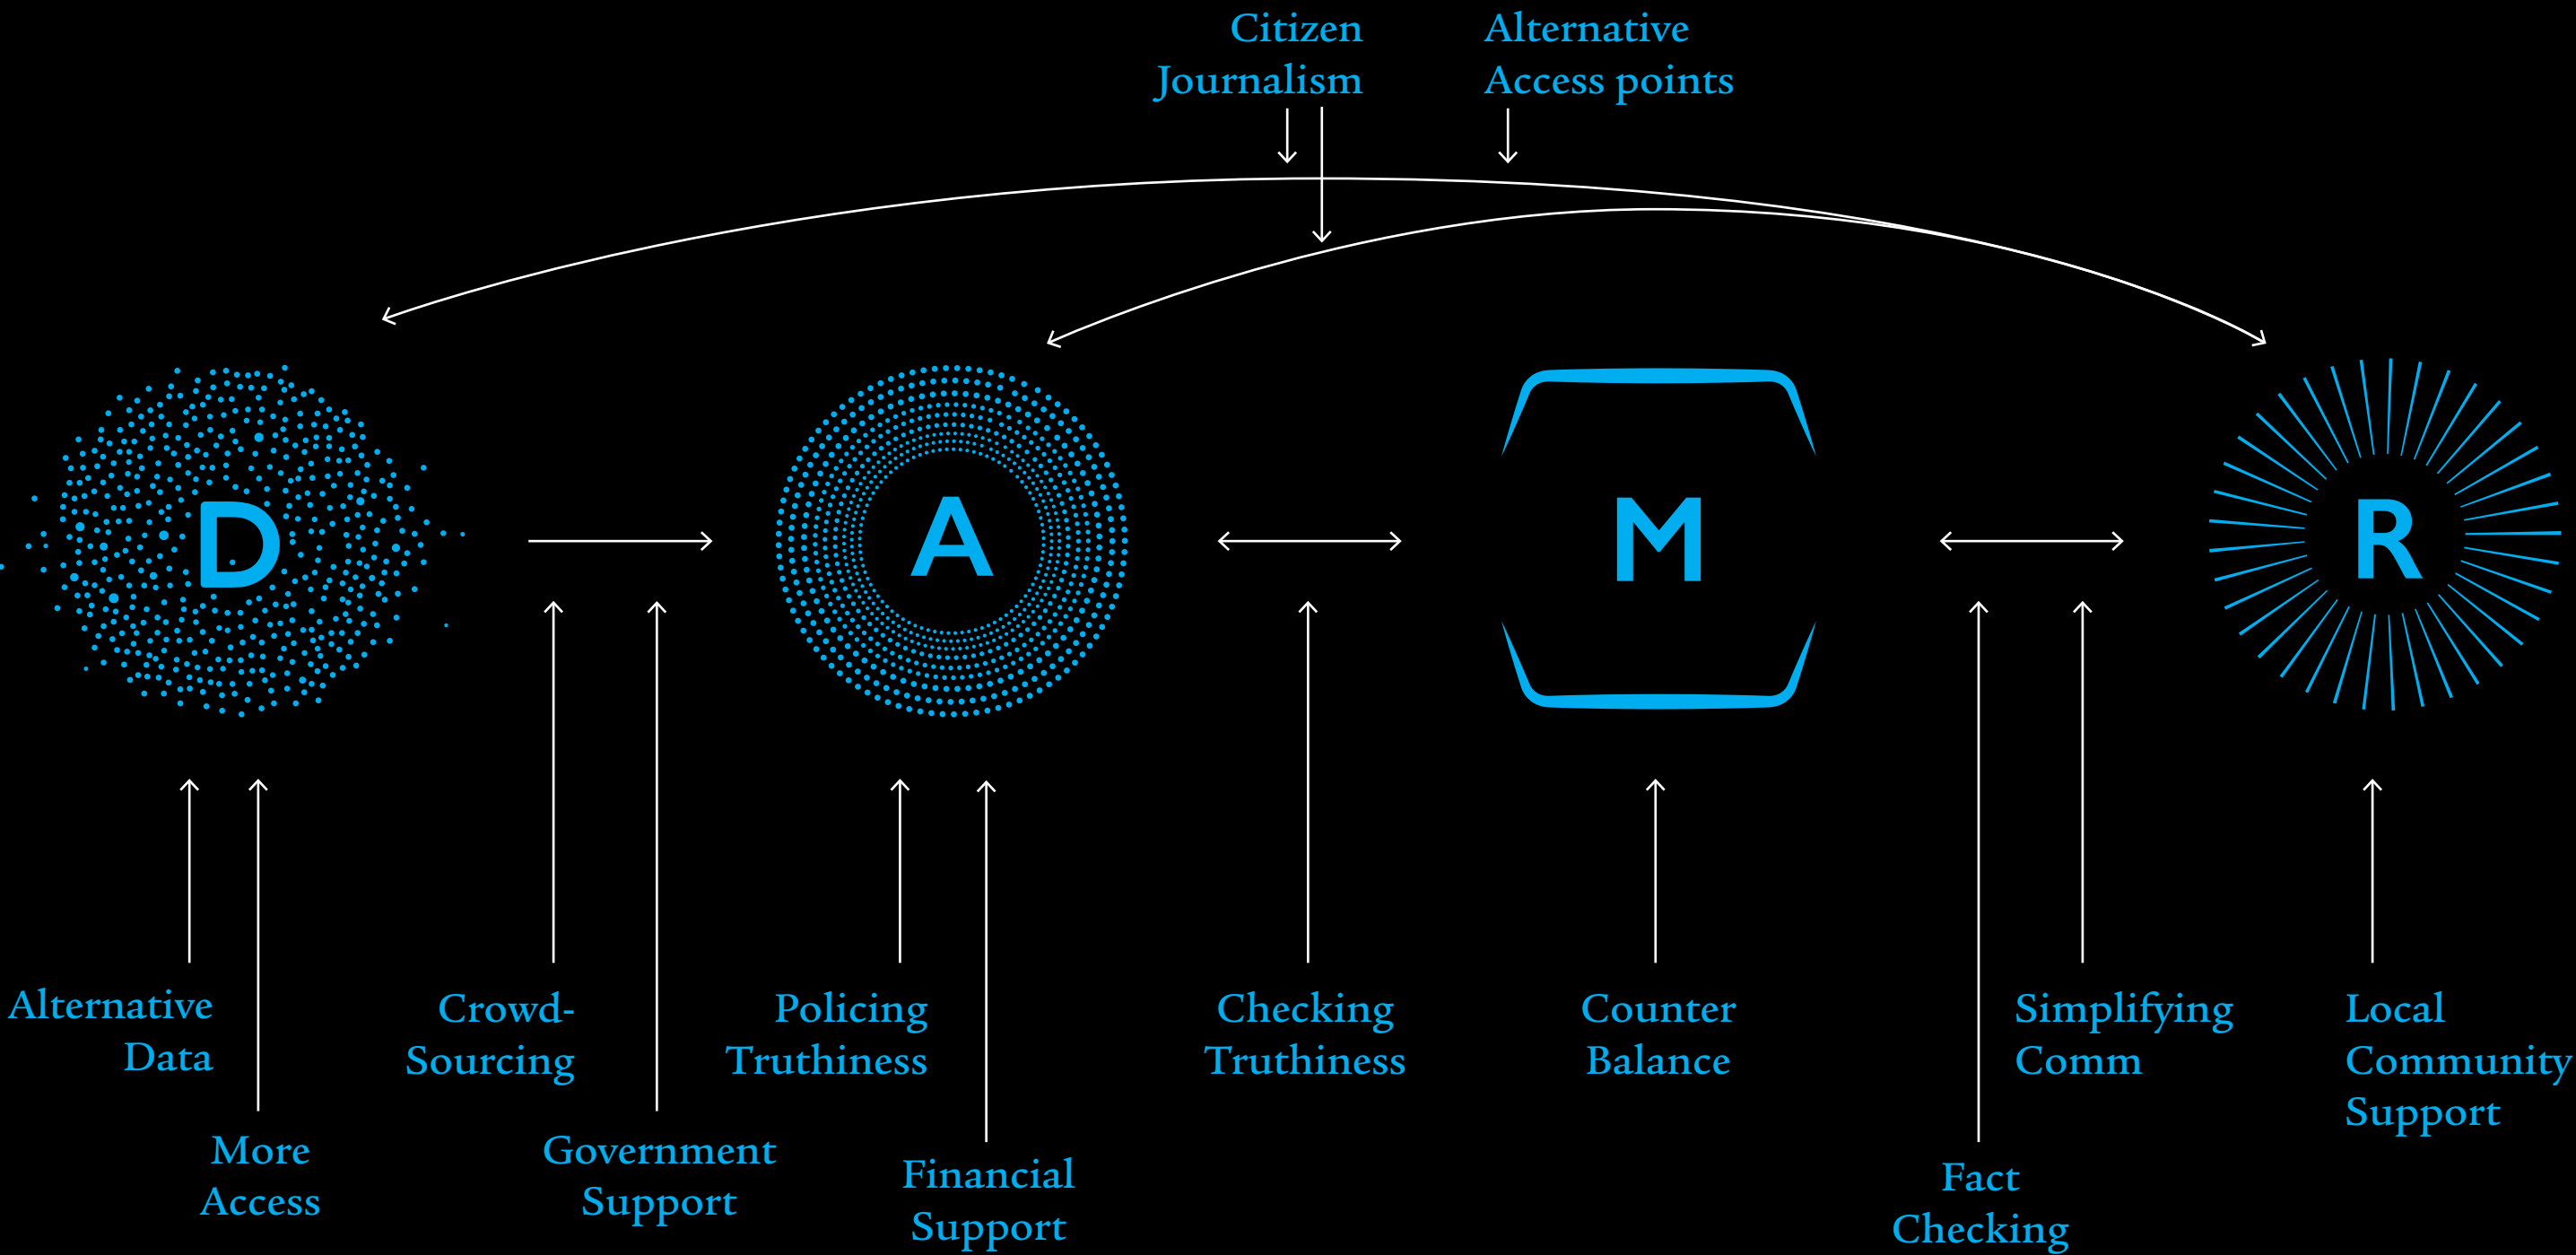 Citizen
Journalism
Alternative
Access points
D
A
M
R
Alternative
Data
More
Access
Crowd-
Sourcing
Government
Support
Policing
Truthiness
Financial
Support
Checking
Truthiness
Counter
Balance
Fact
Checking
Simplifying
Comm
Local
Community
Support